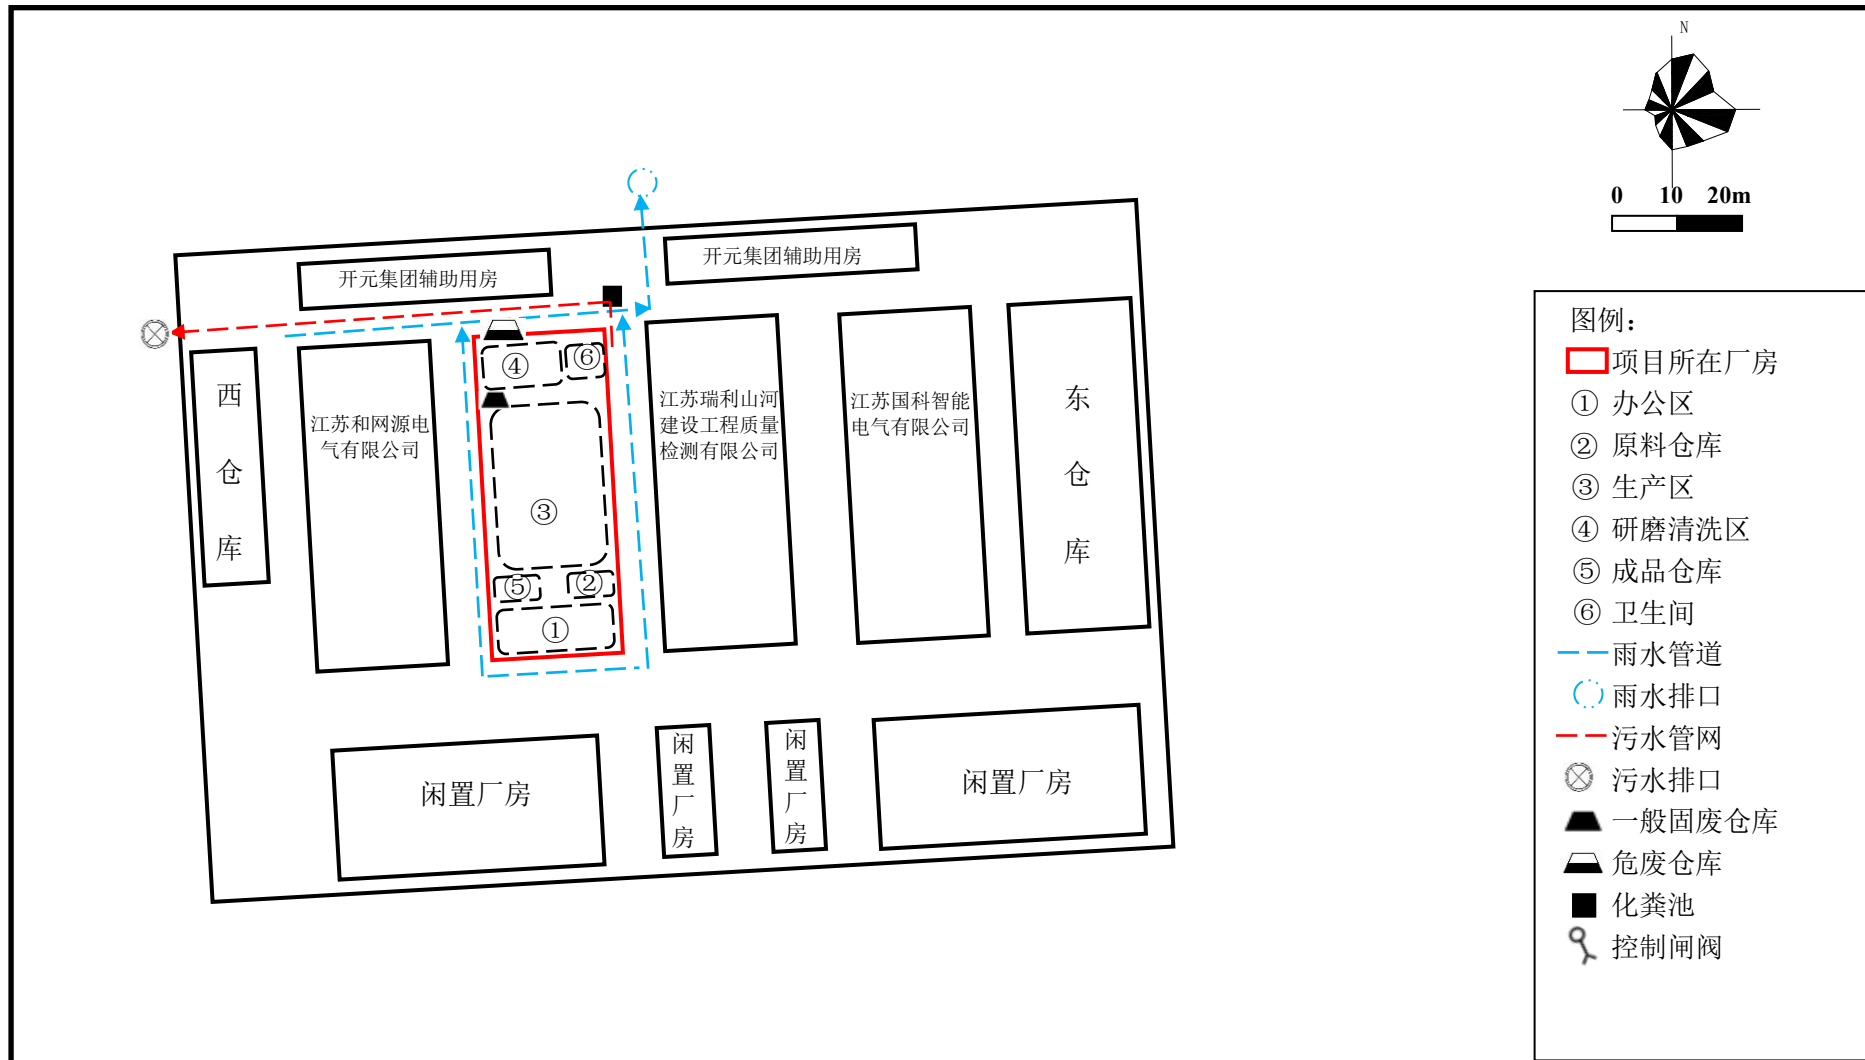 N
0 10 20m
开元集团辅助用房
开元集团辅助用房
西仓库
江苏和网源电
气有限公司
④
⑥
③
⑤
②
①
江苏瑞利山河
建设工程质量
检测有限公司
江苏国科智能
电气有限公司
东仓库
闲置厂房
闲置厂房
闲置厂房
闲置厂房
图例：
项目所在厂房
① 办公区
② 原料仓库
③ 生产区
④ 研磨清洗区
⑤ 成品仓库
⑥ 卫生间
雨水管道
雨水排口
污水管网
污水排口
一般固废仓库
危废仓库
化粪池
控制闸阀